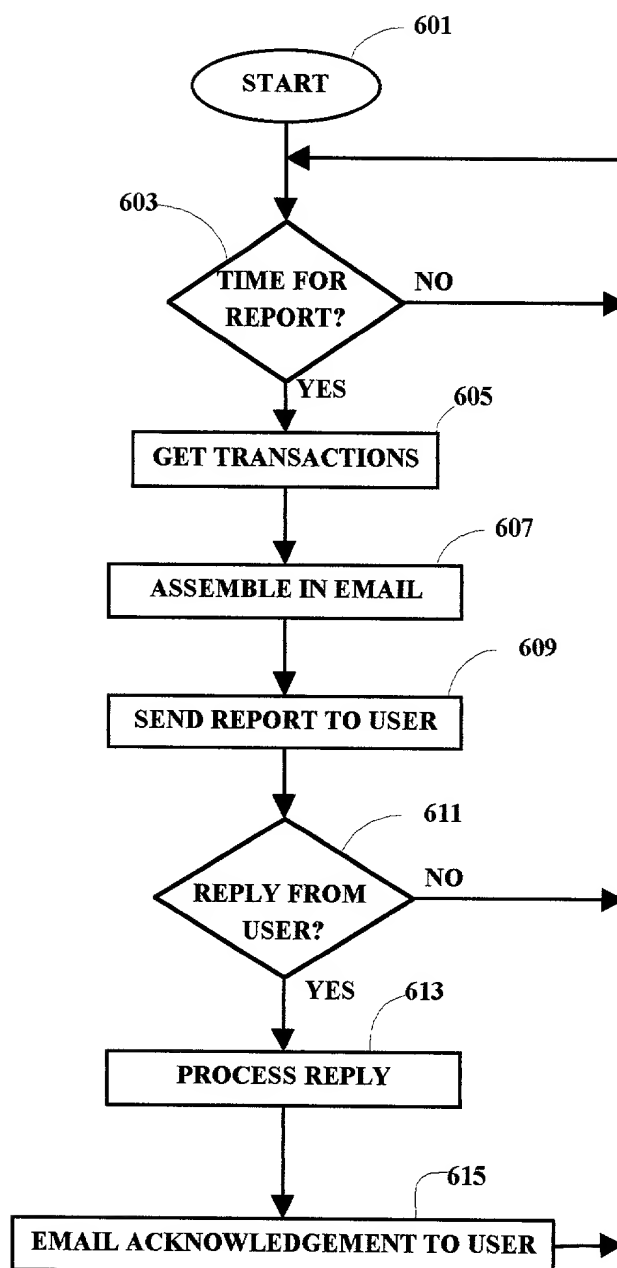 601
START
603
TIME FOR
REPORT?
NO
YES
605
GET TRANSACTIONS
607
ASSEMBLE IN EMAIL
609
SEND REPORT TO USER
611
REPLY FROM
USER?
NO
YES
613
PROCESS REPLY
615
EMAIL ACKNOWLEDGEMENT TO USER